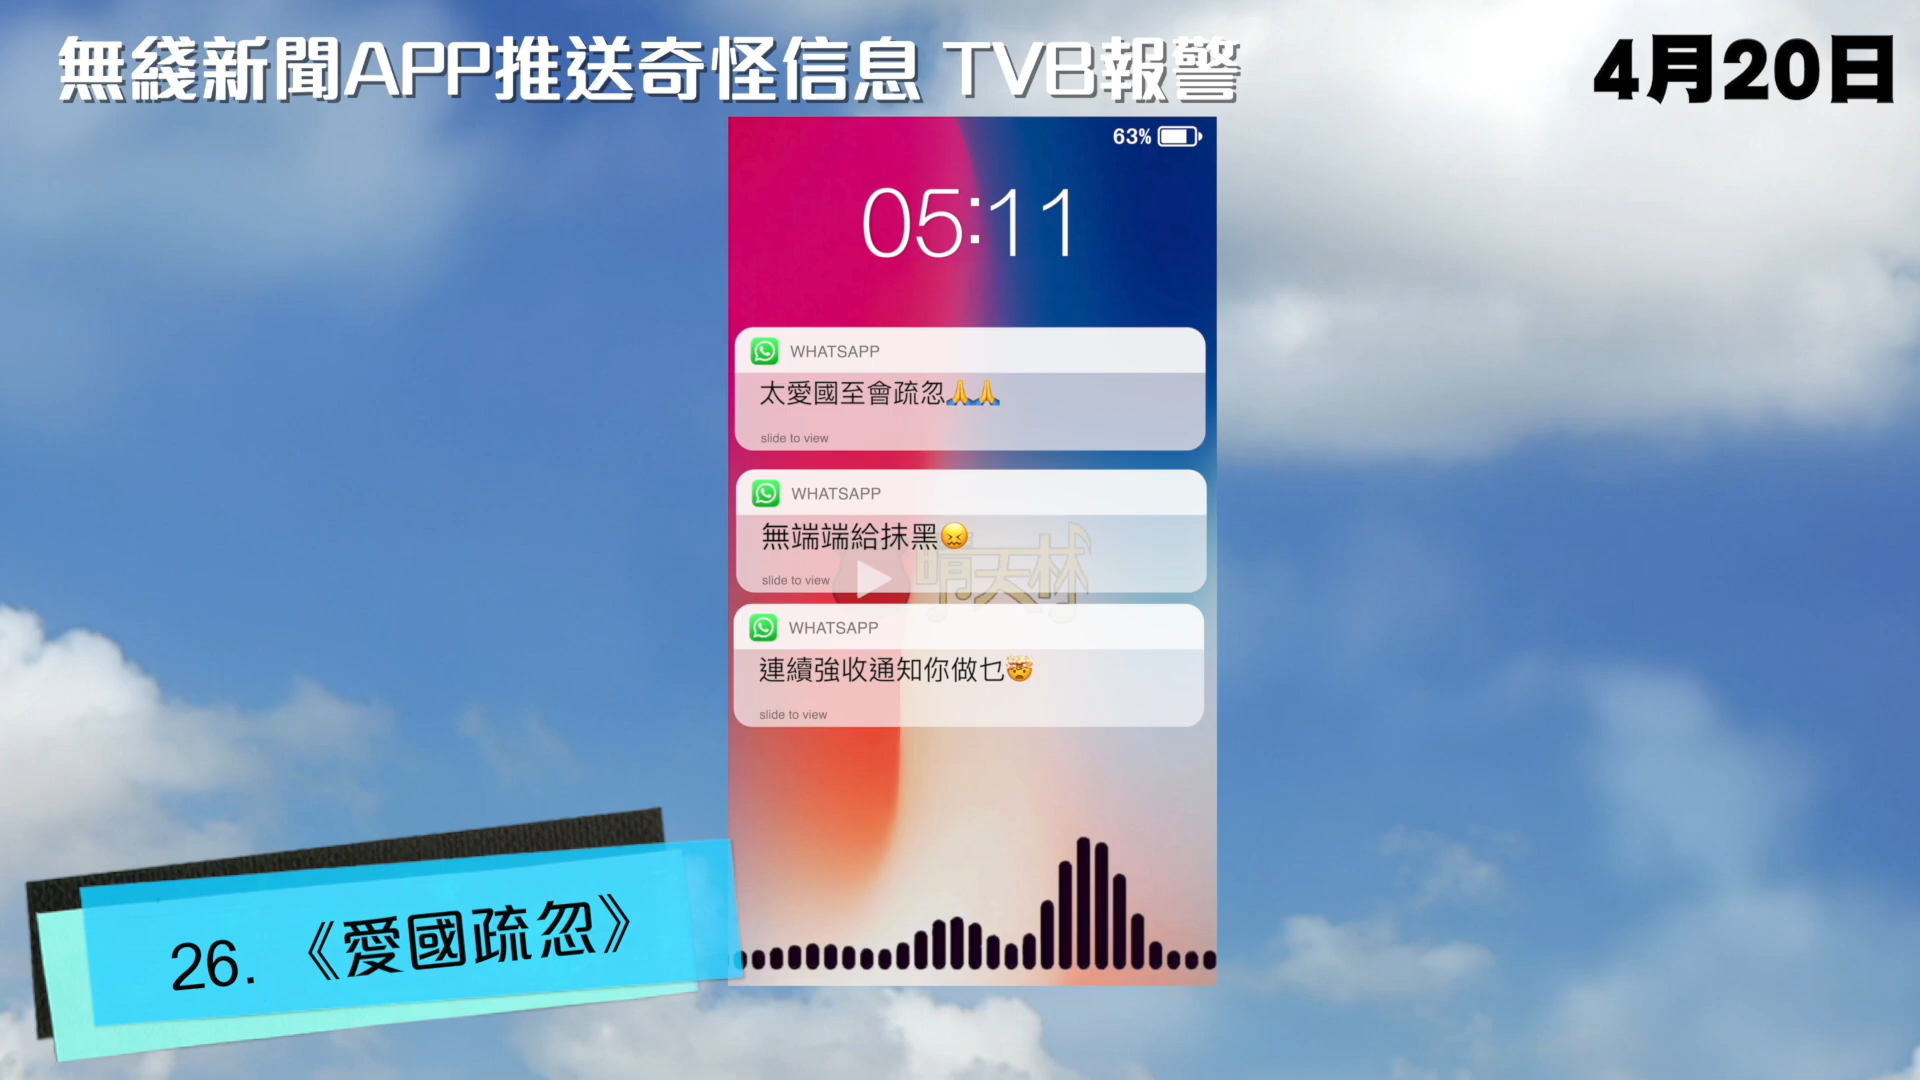 無綫新聞APP推送奇怪信息 TVB報警
4月20日
63%
05:11
WHATSAPP
太愛國至會疏忽🙏🙏
slide to view
WHATSAPP
無端端給抹黑😖
slide to view
晴天林
WHATSAPP
連續強收通知你做乜🤯
slide to view
26. 《愛國疏忽》